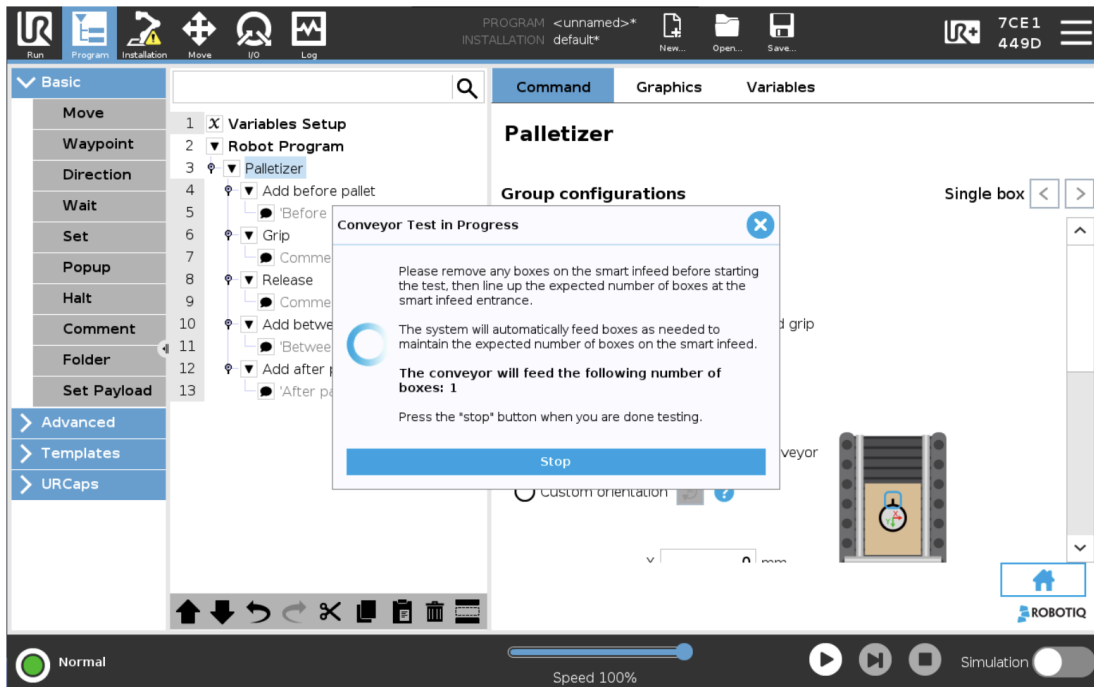 PROGRAM <unnamed>*
INSTALLATION default*
Run
Program
Installation
Move
I/O
Log
New...
Open...
Save...
UR+
7CE1
449D
Basic
Move
Waypoint
Direction
Wait
Set
Popup
Halt
Comment
Folder
Set Payload
Advanced
Templates
URCaps
1 X Variables Setup
2 Robot Program
3 Palletizer
4 Add before pallet
5 'Before
6 Grip
7 Comme
8 Release
9 Comme
10 Add betwe
11 'Betwee
12 Add after p
13 'After pa
Command
Graphics
Variables
Palletizer
Group configurations
Single box < >
d grip
veyor
Custom orientation ?
X 0 mm
Conveyor Test in Progress
Please remove any boxes on the smart infeed before starting
the test, then line up the expected number of boxes at the
smart infeed entrance.
The system will automatically feed boxes as needed to
maintain the expected number of boxes on the smart infeed.
The conveyor will feed the following number of
boxes: 1
Press the "stop" button when you are done testing.
Stop
X
Y
ROBOTIQ
Normal
Speed 100%
Simulation